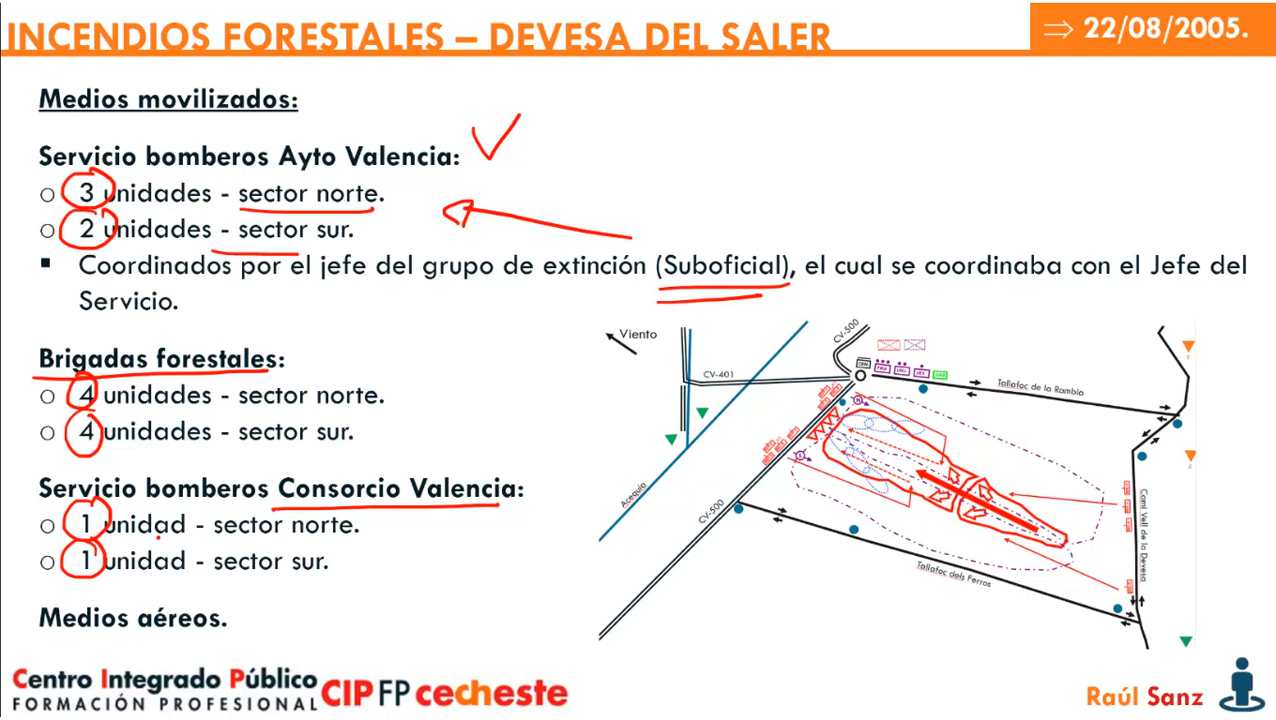 INCENDIOS FORESTALES – DEVESA DEL SALER
⇒ 22/08/2005.
Medios movilizados:
Servicio bomberos Ayto Valencia:
o 3 unidades - sector norte.
o 2 unidades - sector sur.
▪ Coordinados por el jefe del grupo de extinción (Suboficial), el cual se coordinaba con el Jefe del
Servicio.
Brigadas forestales:
o 4 unidades - sector norte.
o 4 unidades - sector sur.
Servicio bomberos Consorcio Valencia:
o 1 unidad - sector norte.
o 1 unidad - sector sur.
Medios aéreos.
Viento
CV-500
CV-401
Tallafoc de la Rambla
Acequia
CV-500
Tallafoc dels Ferros
Camí Vell de la Devesa
Centro Integrado Público
FORMACIÓN PROFESIONAL
CIPFP cecheste
Raúl Sanz